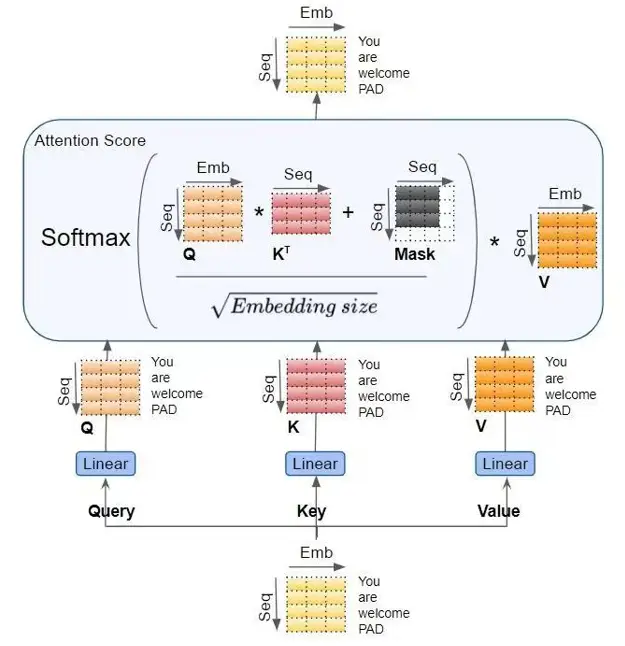 Emb
Seq
You
are
welcome
PAD
Attention Score
Softmax
Emb
Seq
Q
*
Seq
K^T
+
Seq
Seq
Mask
√Embedding size
*
Emb
Seq
V
Seq
Q
You
are
welcome
PAD
Seq
K
You
are
welcome
PAD
Seq
V
You
are
welcome
PAD
Linear
Linear
Linear
Query
Key
Value
Emb
Seq
You
are
welcome
PAD